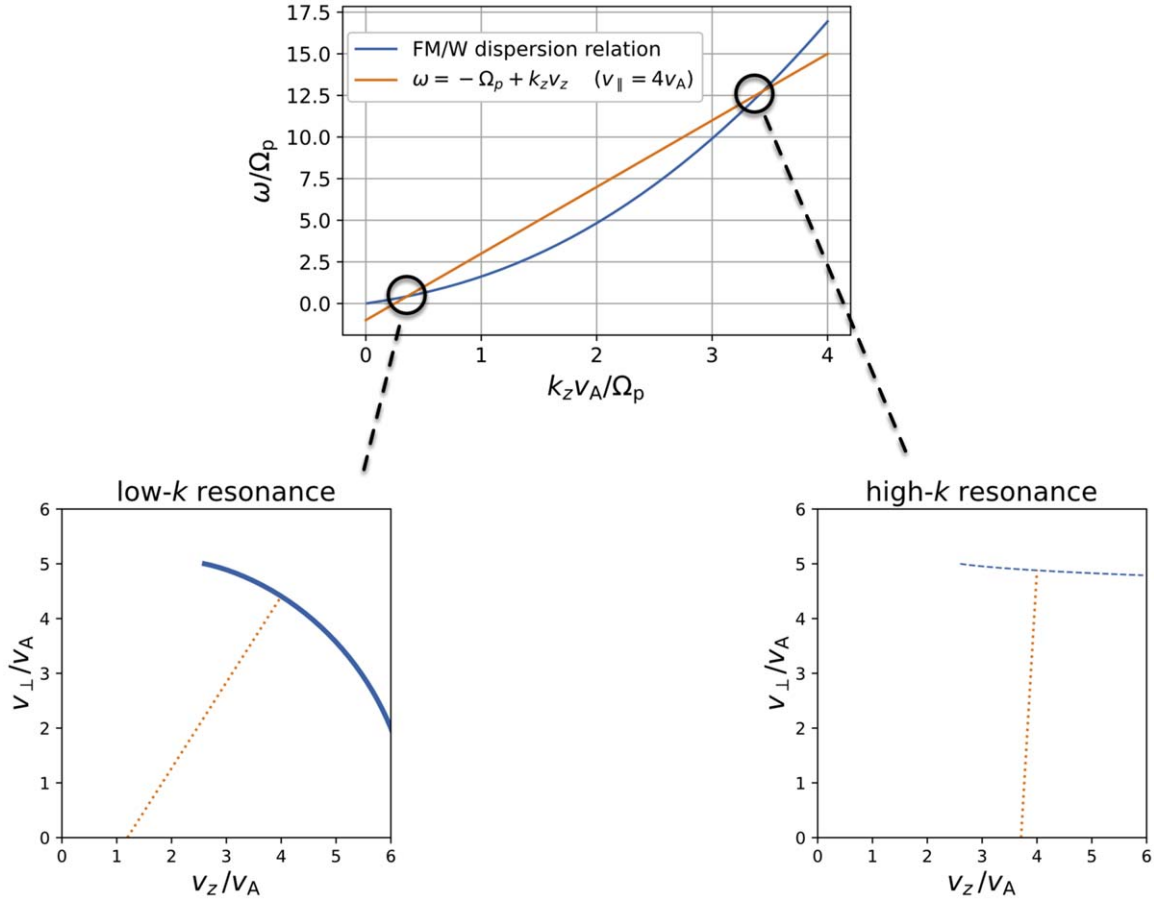 17.5
15.0
12.5
10.0
7.5
5.0
2.5
0.0
ω/Ωp
FM/W dispersion relation
ω = −Ωp + kzvz (v∥ = 4vA)
0 1 2 3 4
kzvA/Ωp
low-k resonance
6
5
4
3
2
1
0
v⊥/vA
0 1 2 3 4 5 6
vz/vA
high-k resonance
6
5
4
3
2
1
0
v⊥/vA
0 1 2 3 4 5 6
vz/vA